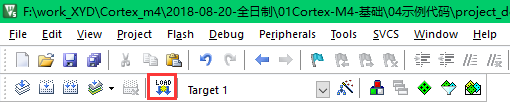 F:\work_XYD\Cortex_m4\2018-08-20-全日制\01Cortex-M4-基础\04示例代码\project_d
File Edit View Project Flash Debug Peripherals Tools SVCS Window Help
LOAD Target 1